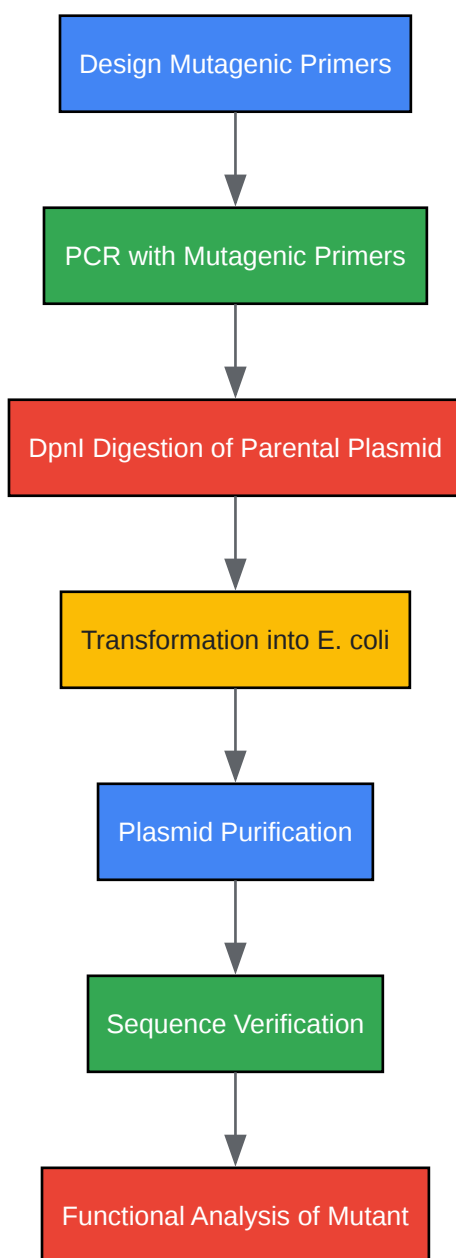 Design Mutagenic Primers
PCR with Mutagenic Primers
DpnI Digestion of Parental Plasmid
Transformation into E. coli
Plasmid Purification
Sequence Verification
Functional Analysis of Mutant